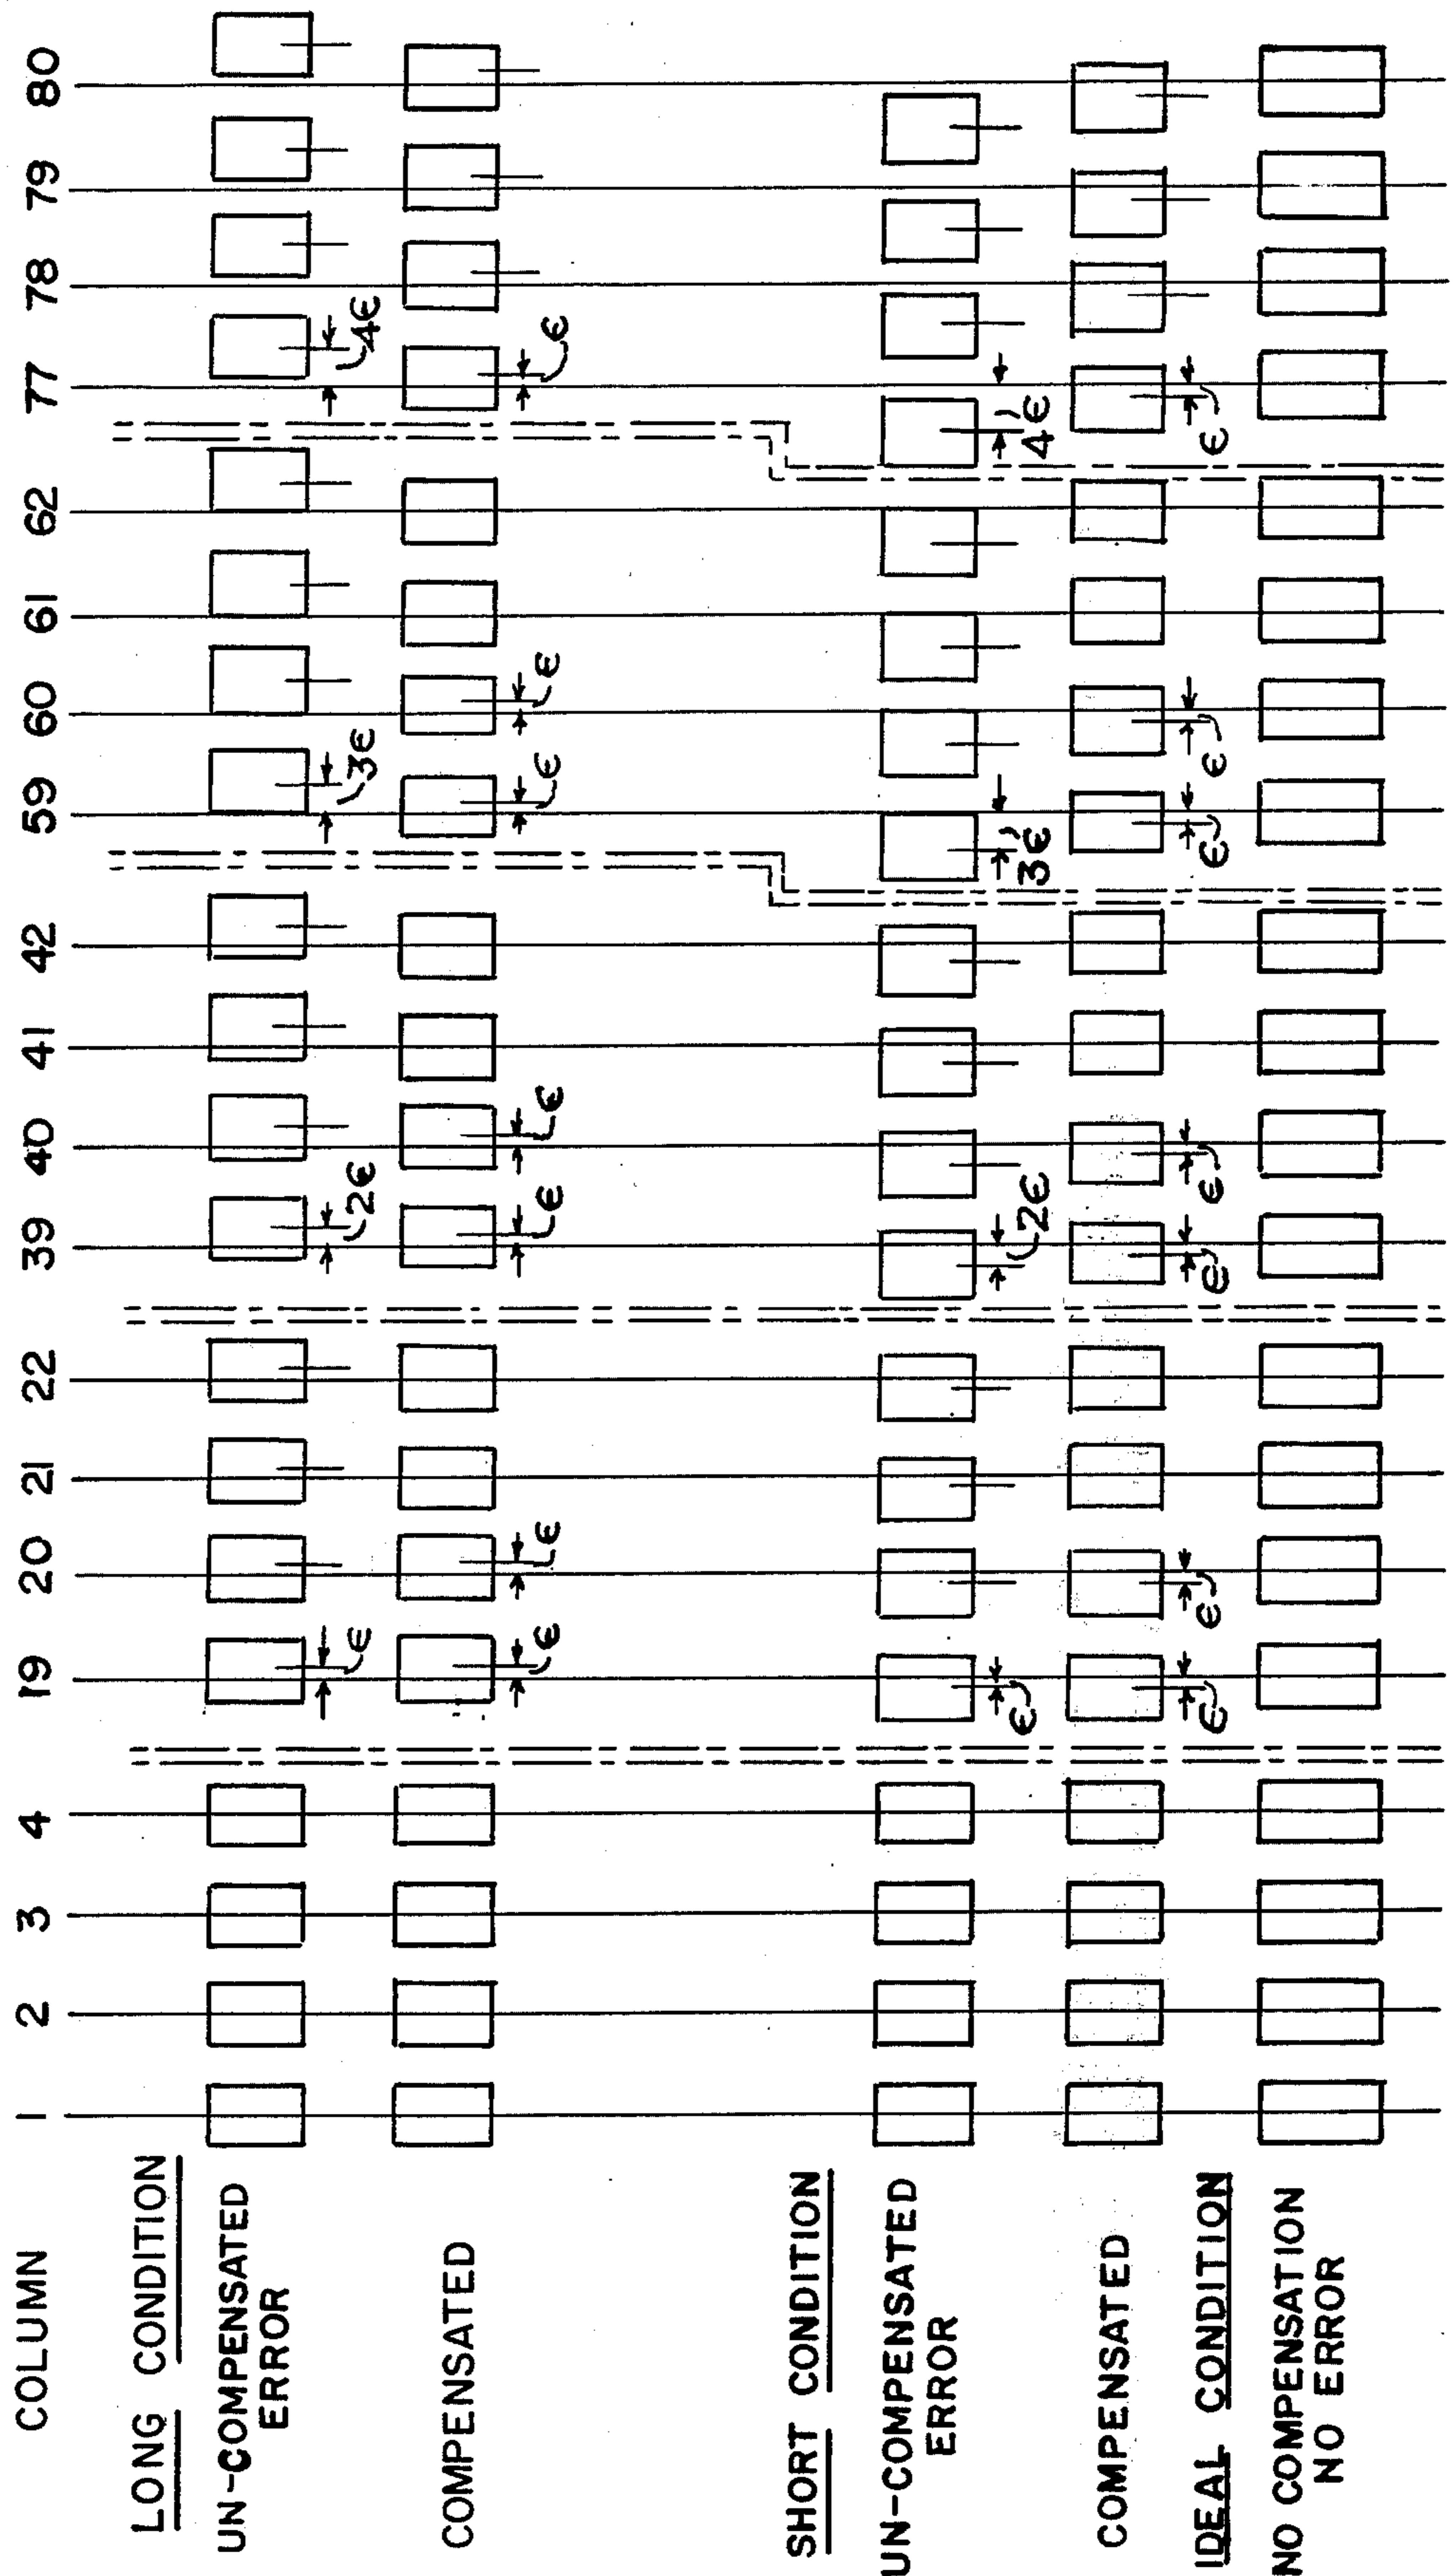 COLUMN 1 2 3 4 19 20 21 22 39 40 41 42 59 60 61 62 77 78 79 80
LONG CONDITION
UN-COMPENSATED
ERROR
ϵ 2ϵ 3ϵ 4ϵ
COMPENSATED
ϵ ϵ ϵ ϵ ϵ ϵ ϵ
SHORT CONDITION
UN-COMPENSATED
ERROR
ϵ 2ϵ 3ϵ 4ϵ
COMPENSATED
ϵ ϵ ϵ ϵ ϵ ϵ ϵ
IDEAL CONDITION
NO COMPENSATION
NO ERROR